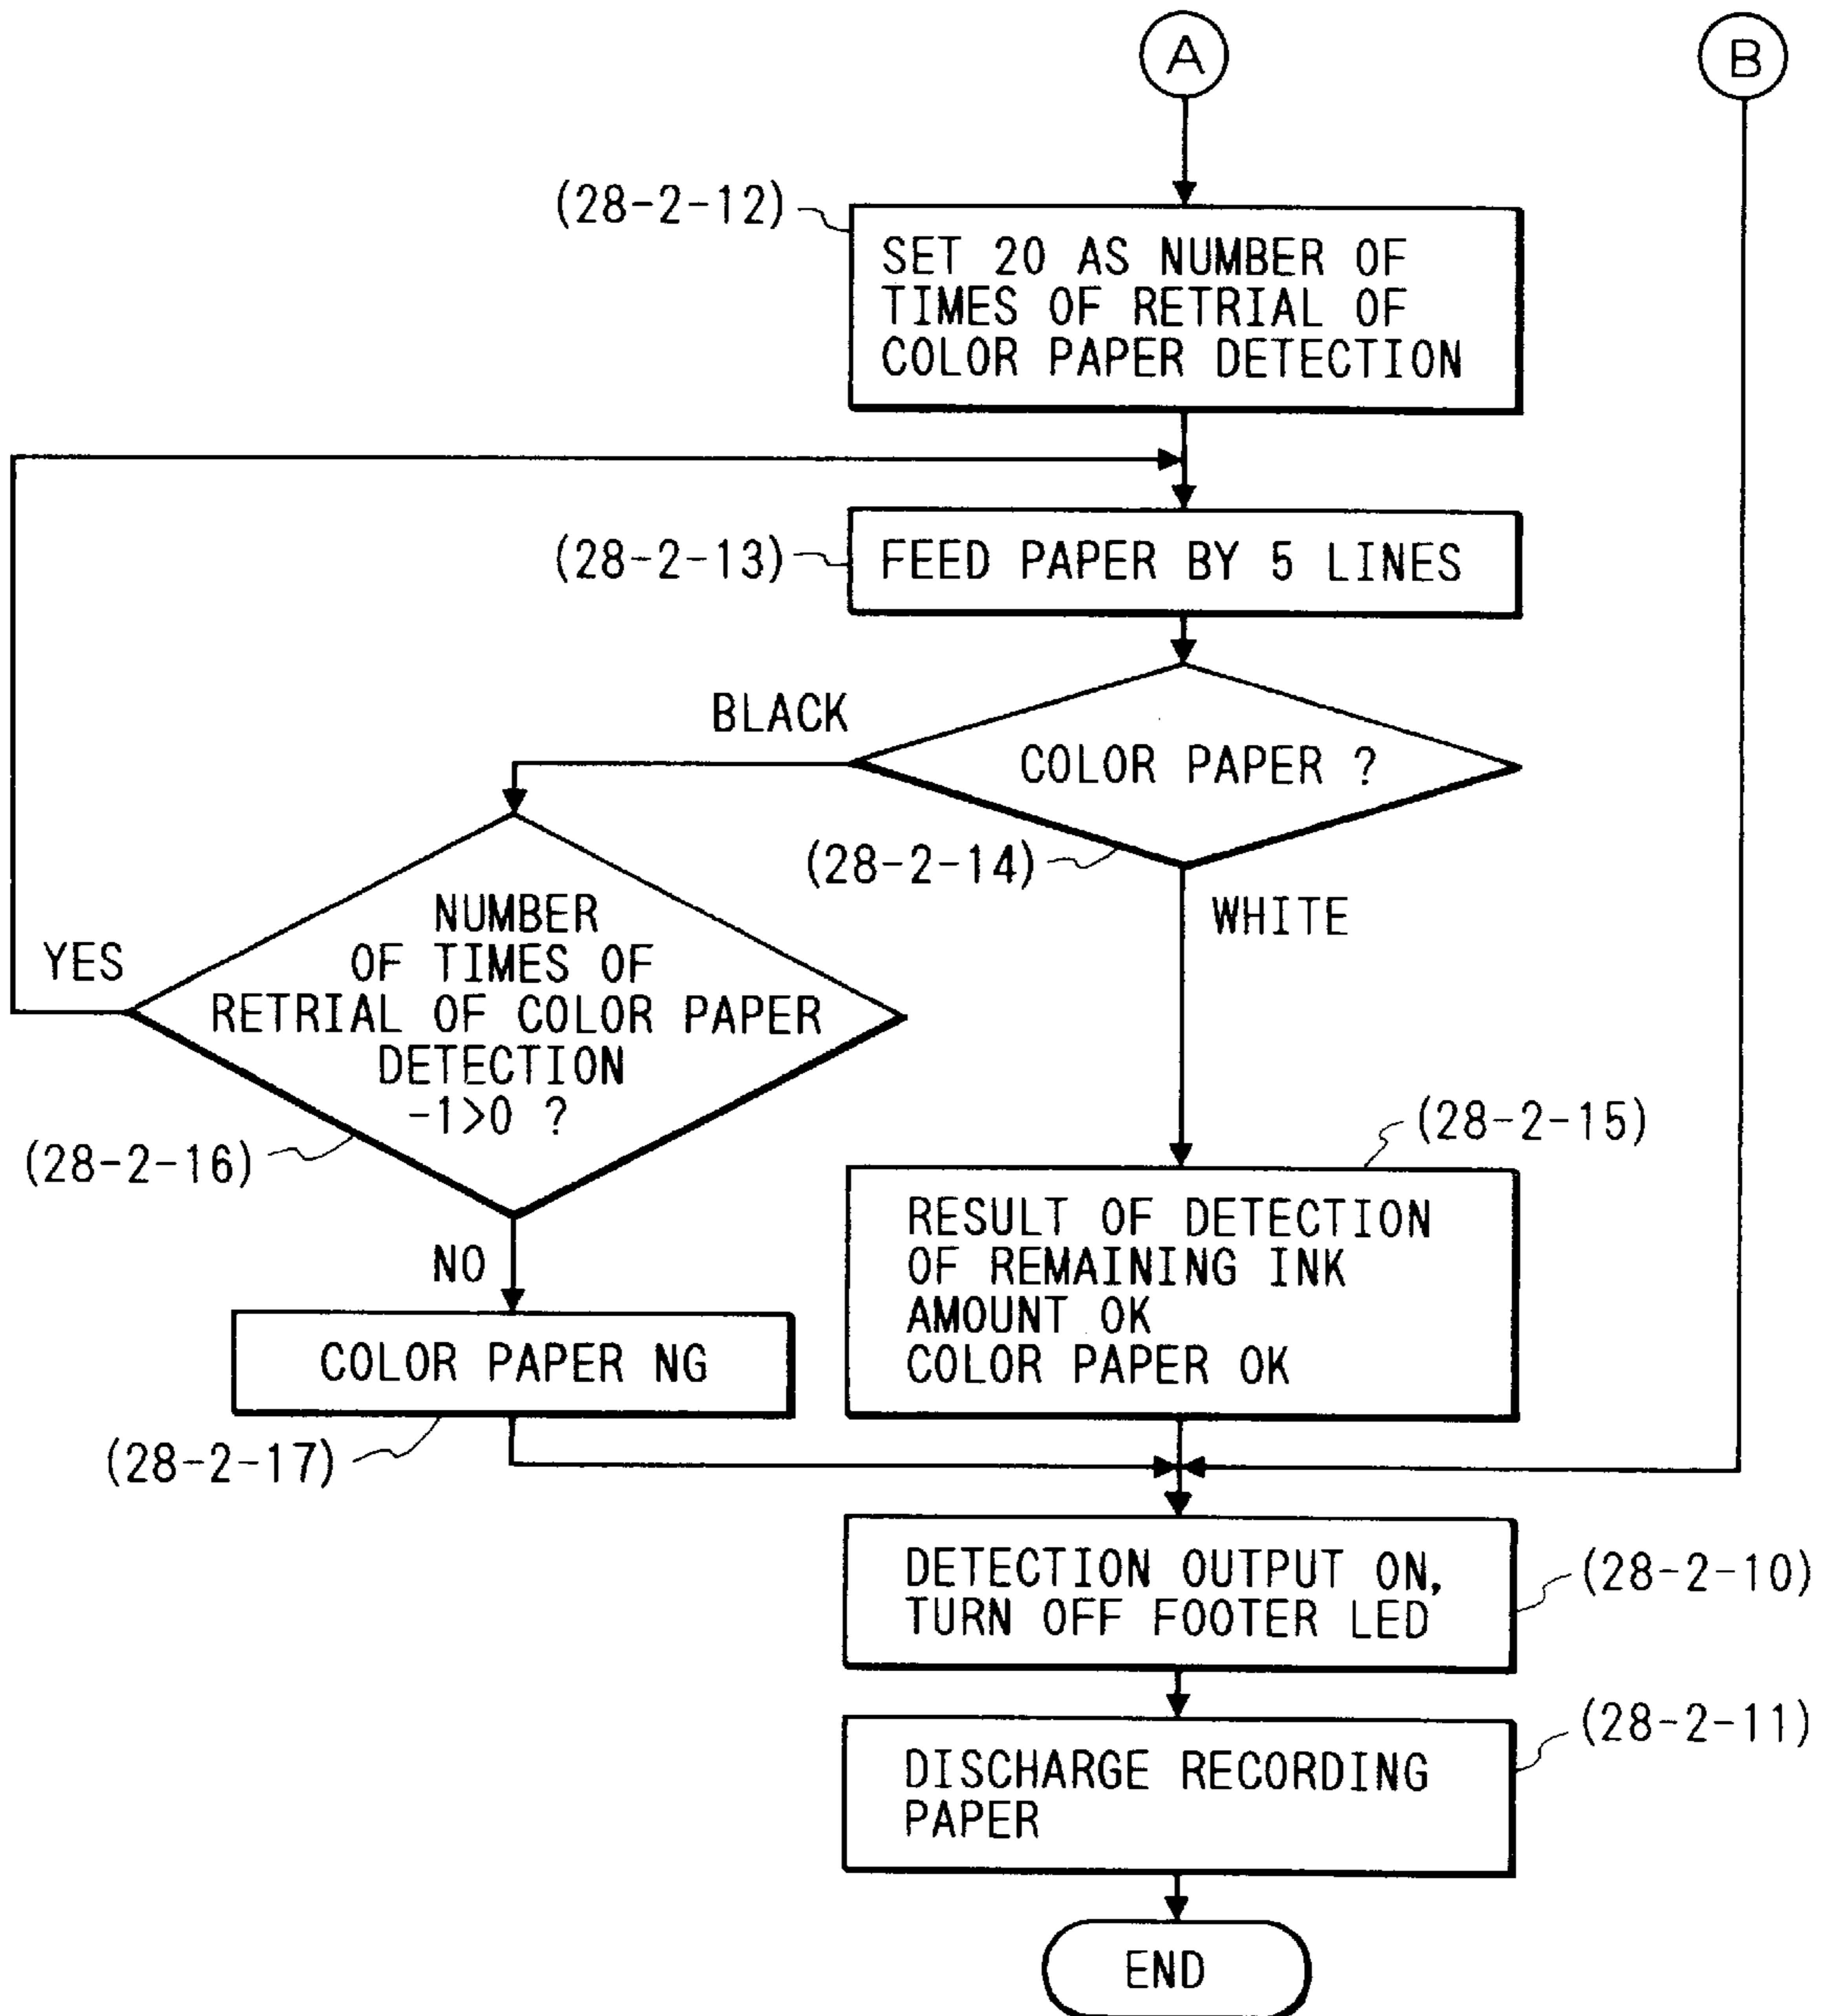 A
B
(28-2-12)
SET 20 AS NUMBER OF
TIMES OF RETRIAL OF
COLOR PAPER DETECTION
(28-2-13)
FEED PAPER BY 5 LINES
BLACK
COLOR PAPER ?
(28-2-14)
WHITE
YES
NUMBER
OF TIMES OF
RETRIAL OF COLOR PAPER
DETECTION
-1>0 ?
(28-2-16)
NO
(28-2-15)
RESULT OF DETECTION
OF REMAINING INK
AMOUNT OK
COLOR PAPER OK
COLOR PAPER NG
(28-2-17)
DETECTION OUTPUT ON,
TURN OFF FOOTER LED
(28-2-10)
DISCHARGE RECORDING
PAPER
(28-2-11)
END